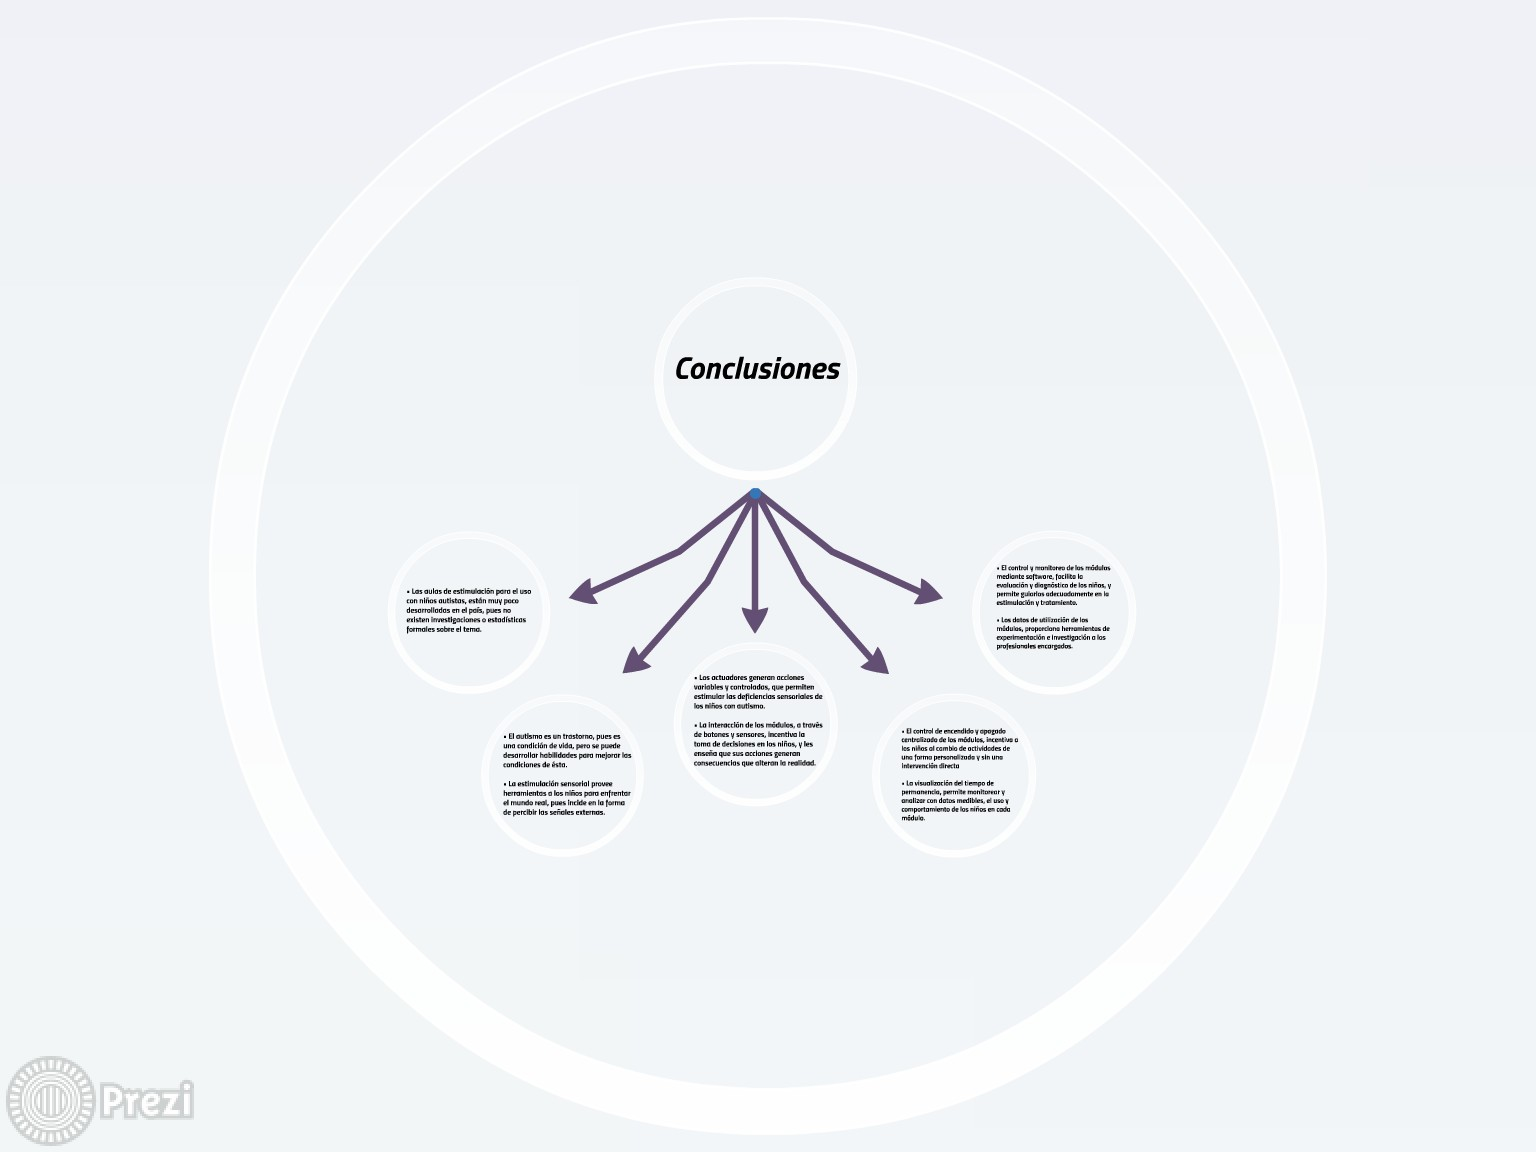 Conclusiones
• Las aulas de estimulación para el uso
con niños autistas, están muy poco
desarrolladas en el país, pues no
existen investigaciones o estadísticas
formales sobre el tema.
• El autismo es un trastorno, pues es
una condición de vida, pero se puede
desarrollar habilidades para mejorar las
condiciones de ésta.
• La estimulación sensorial provee
herramientas a los niños para enfrentar
el mundo real, pues incide en la forma
de percibir las señales externas.
• Los actuadores generan acciones
variables y controladas, que permiten
estimular las deficiencias sensoriales de
los niños con autismo.
• La interacción de los módulos, a través
de botones y sensores, incentiva la
toma de decisiones en los niños, y les
enseña que sus acciones generan
consecuencias que alteran la realidad.
• El control de encendido y apagado
centralizado de los módulos, incentiva a
los niños al cambio de actividades de
una forma personalizada y sin una
intervención directa
• La visualización del tiempo de
permanencia, permite monitorear y
analizar con datos medibles, el uso y
comportamiento de los niños en cada
módulo.
• El control y monitoreo de los módulos
mediante software, facilita la
evaluación y diagnóstico de los niños, y
permite guiarlos adecuadamente en la
estimulación y tratamiento.
• Los datos de utilización de los
módulos, proporciona herramientas de
experimentación e investigación a los
profesionales encargados.
Prezi